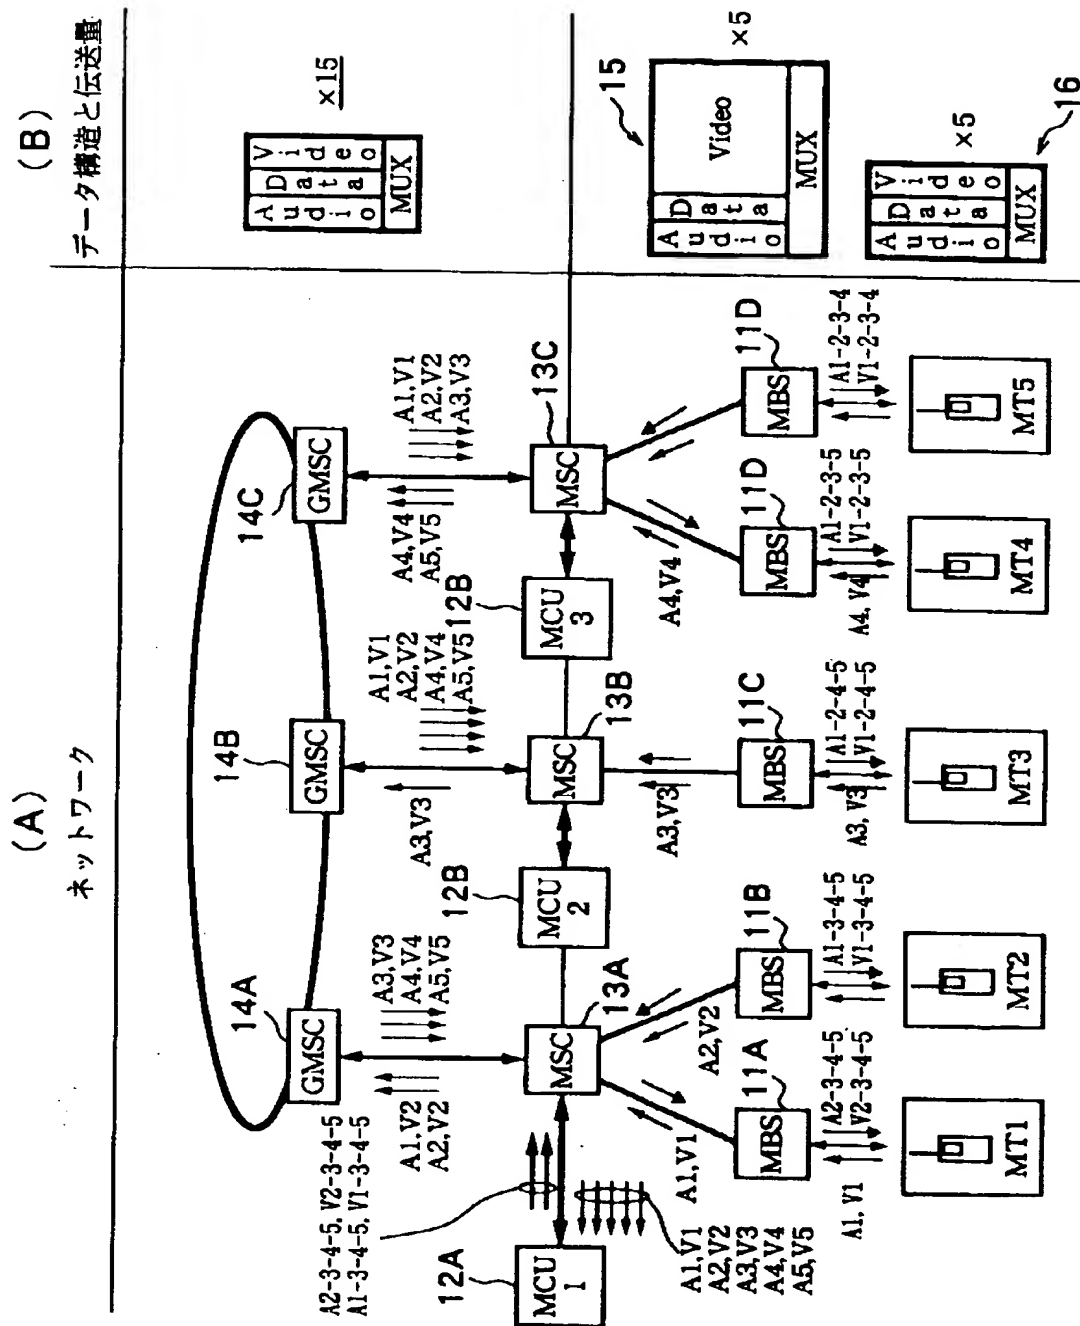 (A)
ネットワーク
(B)
データ構造と伝送量
14A
GMSC
14B
GMSC
14C
GMSC
A2-3-4-5, V2-3-4-5
A1-3-4-5, V1-3-4-5
A1,V2
A2,V2
A3,V3
A4,V4
A5,V5
A3,V3
A1,V1
A2,V2
A4,V4
A5,V5
A4,V4
A5,V5
A1,V1
A2,V2
A3,V3
Audio
Data
Video
MUX
×15
12A
MCU
1
13A
MSC
12B
MCU
2
13B
MSC
12B
MCU
3
13C
MSC
A1,V1
A2,V2
A3,V3
A4,V4
A5,V5
A1,V1
A2,V2
A3,V3
A4,V4
11A
MBS
11B
MBS
11C
MBS
11D
MBS
11D
MBS
A1,V1
A2-3-4-5
V2-3-4-5
A1-3-4-5
V1-3-4-5
A3,V3
A1-2-4-5
V1-2-4-5
A4,V4
A1-2-3-5
V1-2-3-5
A1-2-3-4
V1-2-3-4
MT1
MT2
MT3
MT4
MT5
15
Audio
Data
Video
MUX
×5
Audio
Data
Video
MUX
×5
16